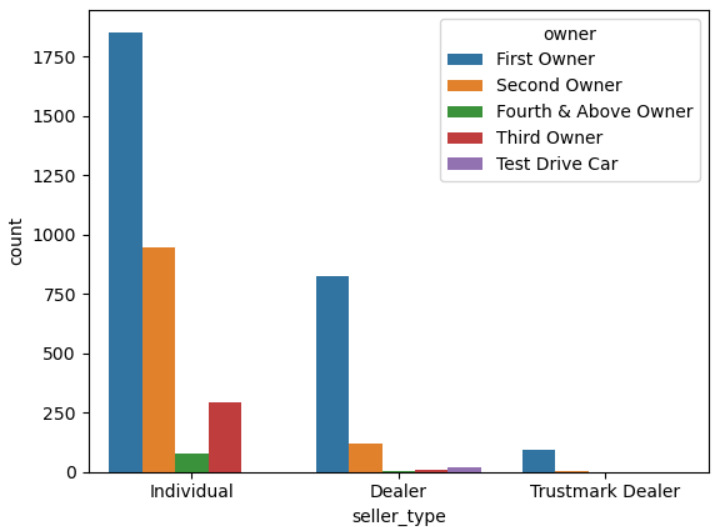 owner
First Owner
Second Owner
Fourth & Above Owner
Third Owner
Test Drive Car
1750
1500
1250
1000
750
500
250
0
count
Individual
Dealer
Trustmark Dealer
seller_type